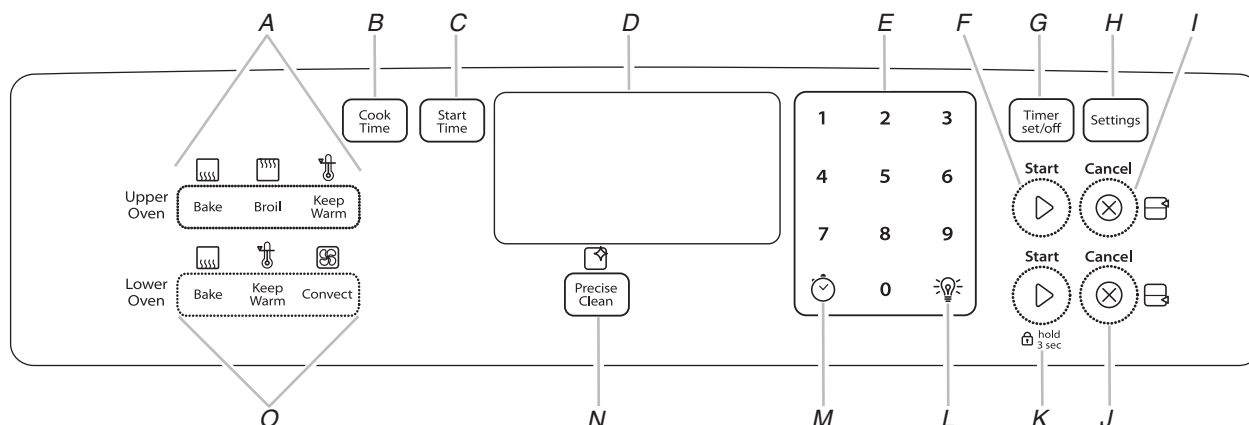 A
B
C
D
E
F
G
H
I
Cook
Time
Start
Time
1 2 3
4 5 6
7 8 9
0
Timer
set/off
Settings
Upper
Oven
Bake
Broil
Keep
Warm
Lower
Oven
Bake
Keep
Warm
Convect
Precise
Clean
Start
Cancel
Start
Cancel
hold
3 sec
O
N
M
L
K
J